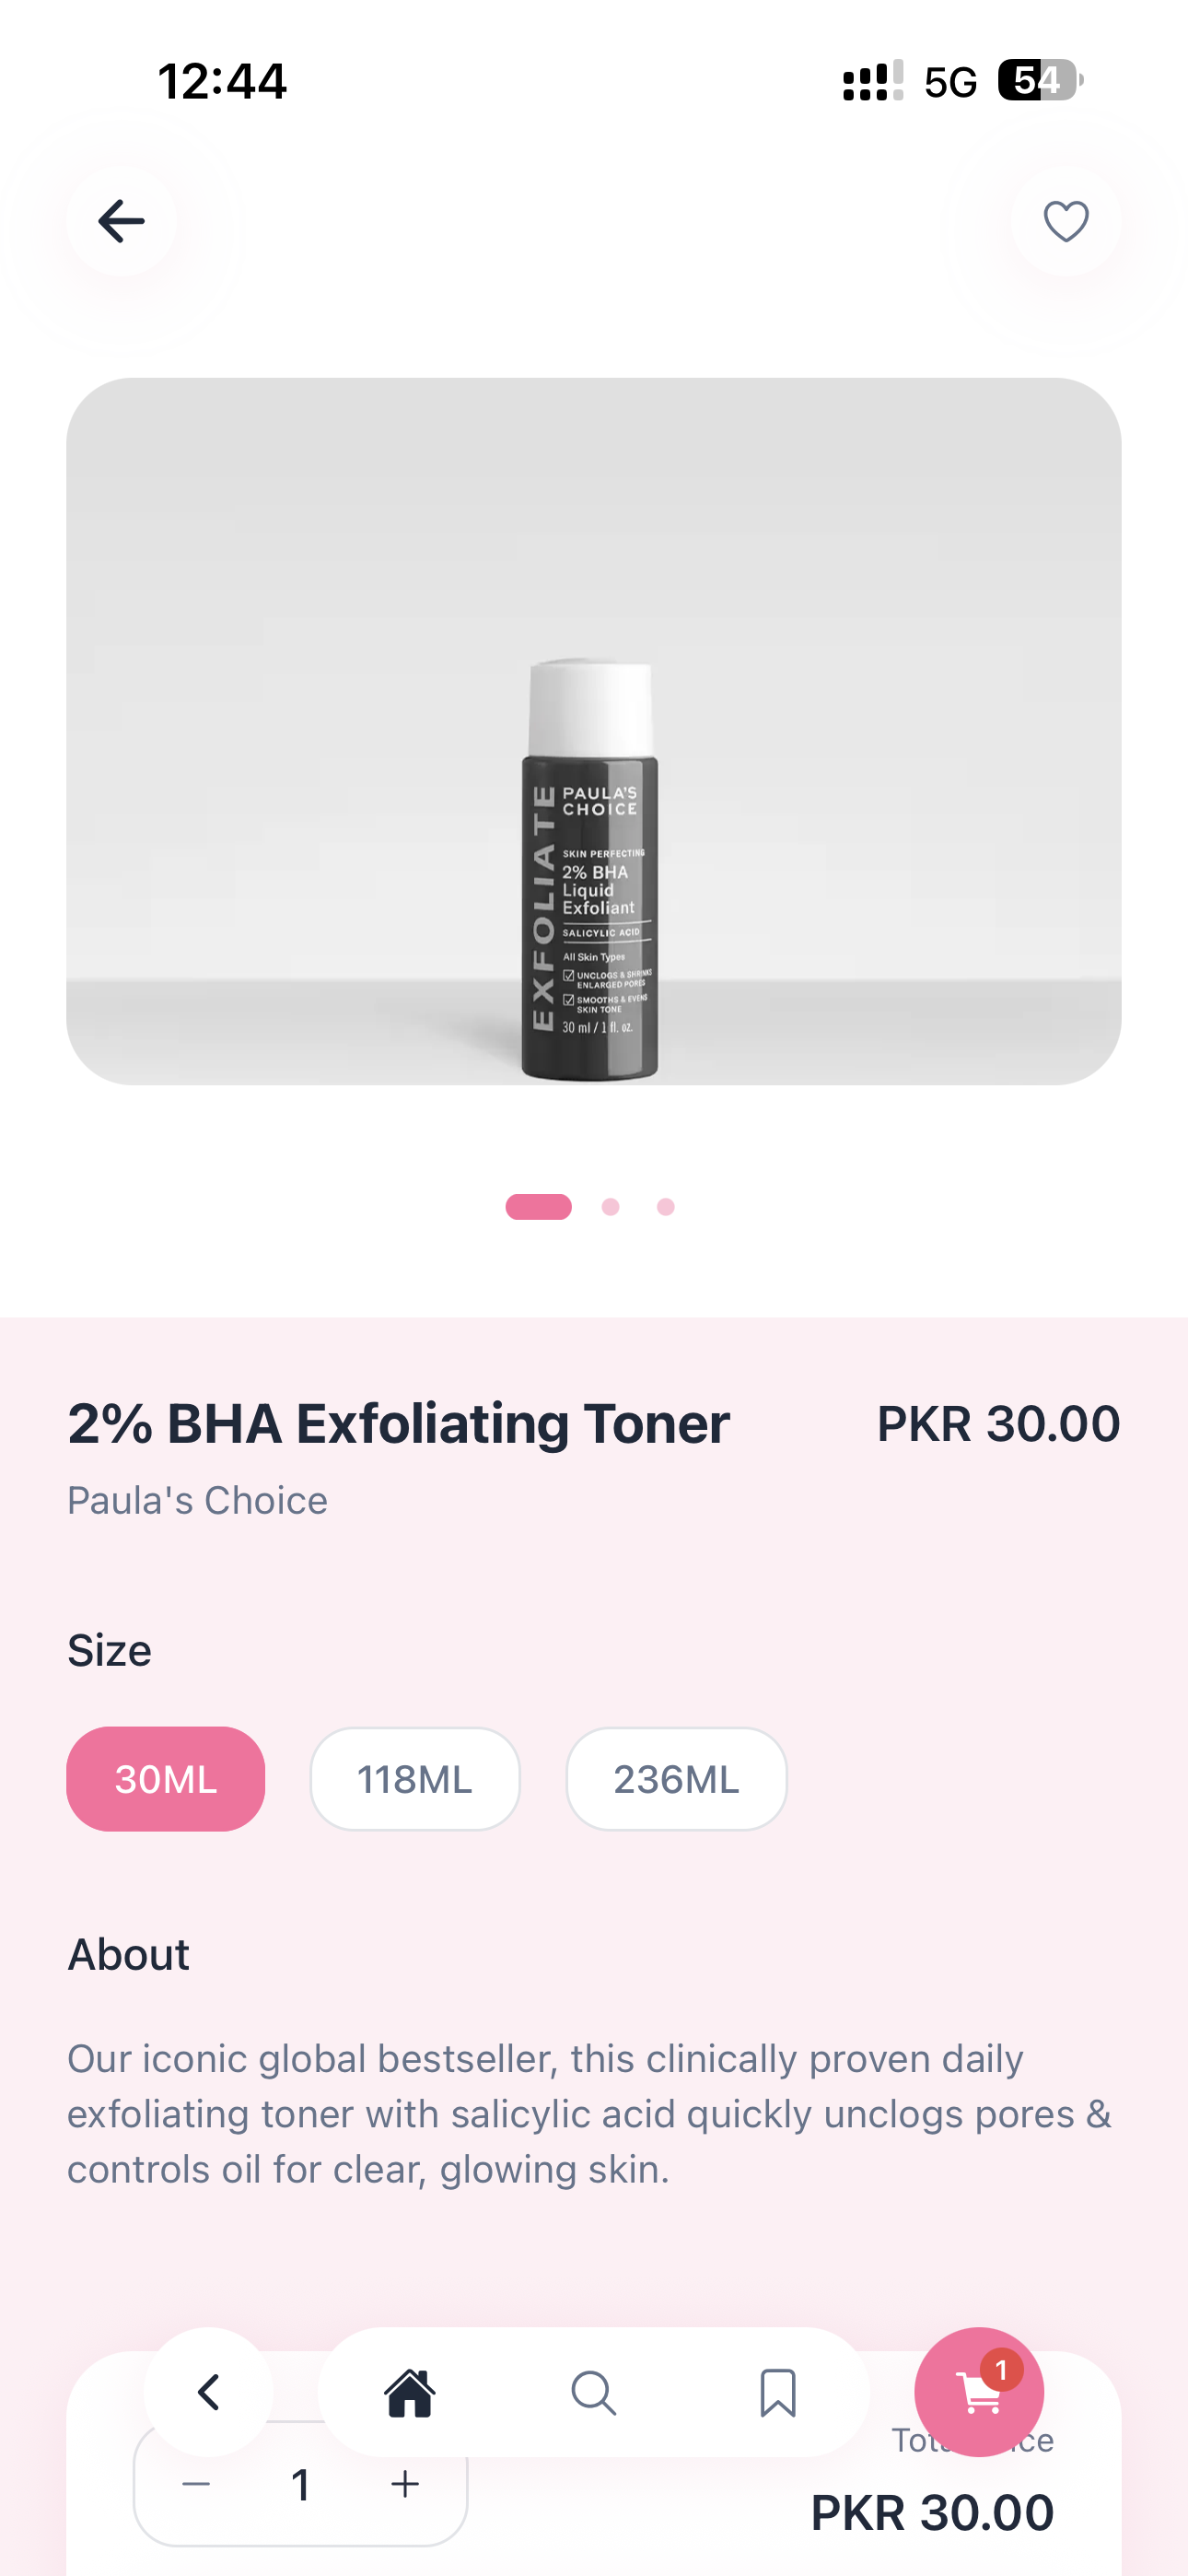 12:44
5G
54
EXFOLIATE
PAULA'S
CHOICE
SKIN PERFECTING
2% BHA
Liquid
Exfoliant
SALICYLIC ACID
All Skin Types
UNCLOGS & SHRINKS
ENLARGED PORES
SMOOTHS & EVENS
SKIN TONE
30 ml / 1 fl. oz.
2% BHA Exfoliating Toner
PKR 30.00
Paula's Choice
Size
30ML
118ML
236ML
About
Our iconic global bestseller, this clinically proven daily
exfoliating toner with salicylic acid quickly unclogs pores &
controls oil for clear, glowing skin.
1
1
PKR 30.00